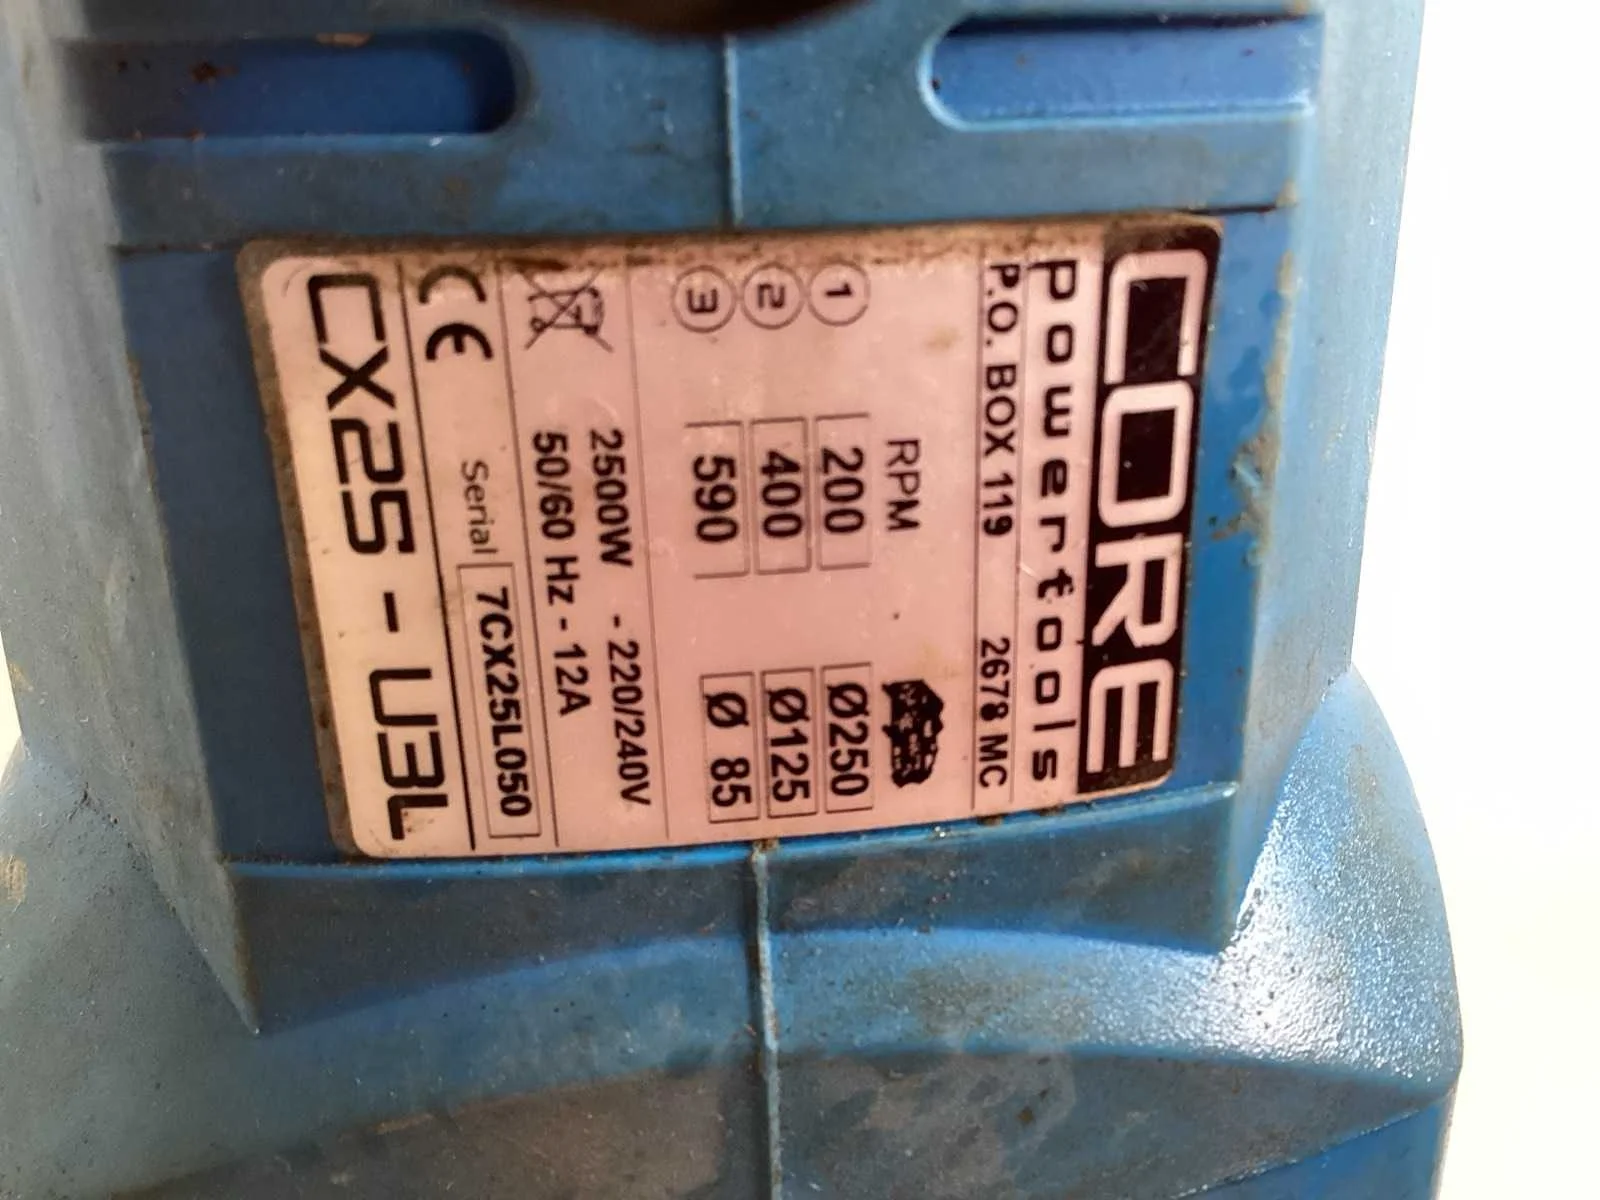 CORE
powertools
P.O. BOX 119 2678 MC
RPM
1 200 Ø250
2 400 Ø125
3 590 Ø 85
2500W - 220/240V
50/60 Hz - 12A
CE Serial 7CX25L050
CX25 - U3L